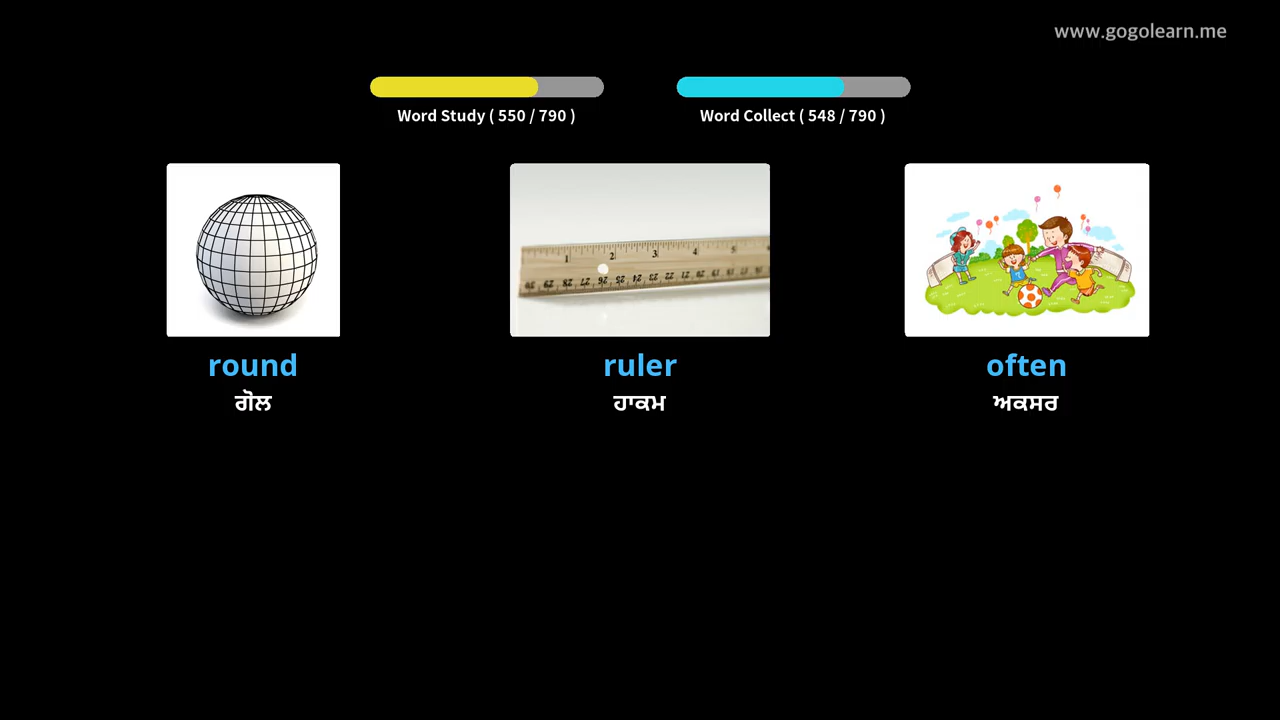 www.gogolearn.me
Word Study ( 550 / 790 )
Word Collect ( 548 / 790 )
round
ruler
often
ਗੋਲ
ਹਾਕਮ
ਅਕਸਰ